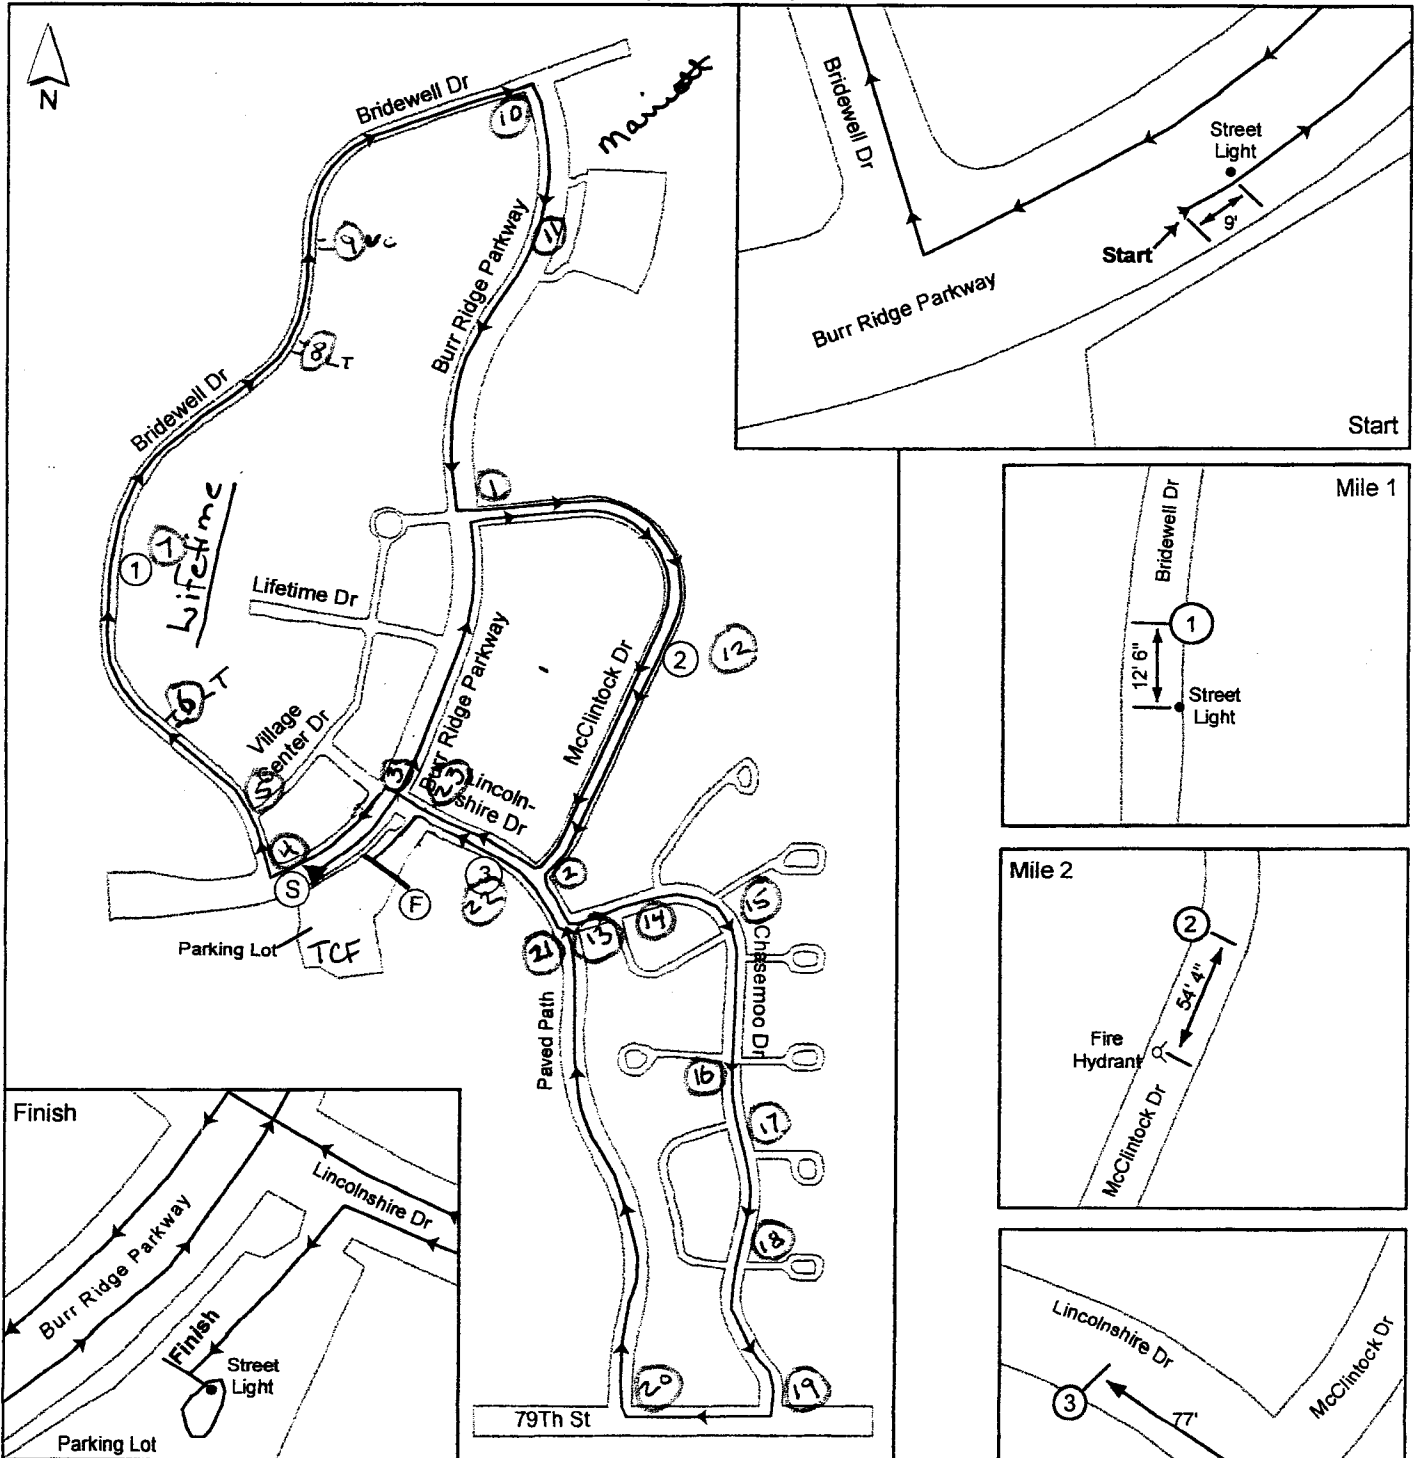 N
Bridewell Dr
10
Mariott
Burr Ridge Parkway
11
9
8
T
Bridewell Dr
1
1
7
Lifetime
Lifetime Dr
Burr Ridge Parkway
McClintock Dr
2
12
6
T
Village
Center Dr
5
3
23
Lincoln-
shire Dr
4
S
F
3
22
2
Parking Lot
TCF
21
13
14
15
Chasemoo Dr
Paved Path
16
17
18
20
19
79Th St
Bridewell Dr
Street
Light
9'
Start
Burr Ridge Parkway
Start
Mile 1
Bridewell Dr
1
12' 6"
Street
Light
Mile 2
2
54' 4"
Fire
Hydrant
McClintock Dr
Lincolnshire Dr
McClintock Dr
3
77'
Finish
Lincolnshire Dr
Burr Ridge Parkway
Finish
Street
Light
Parking Lot